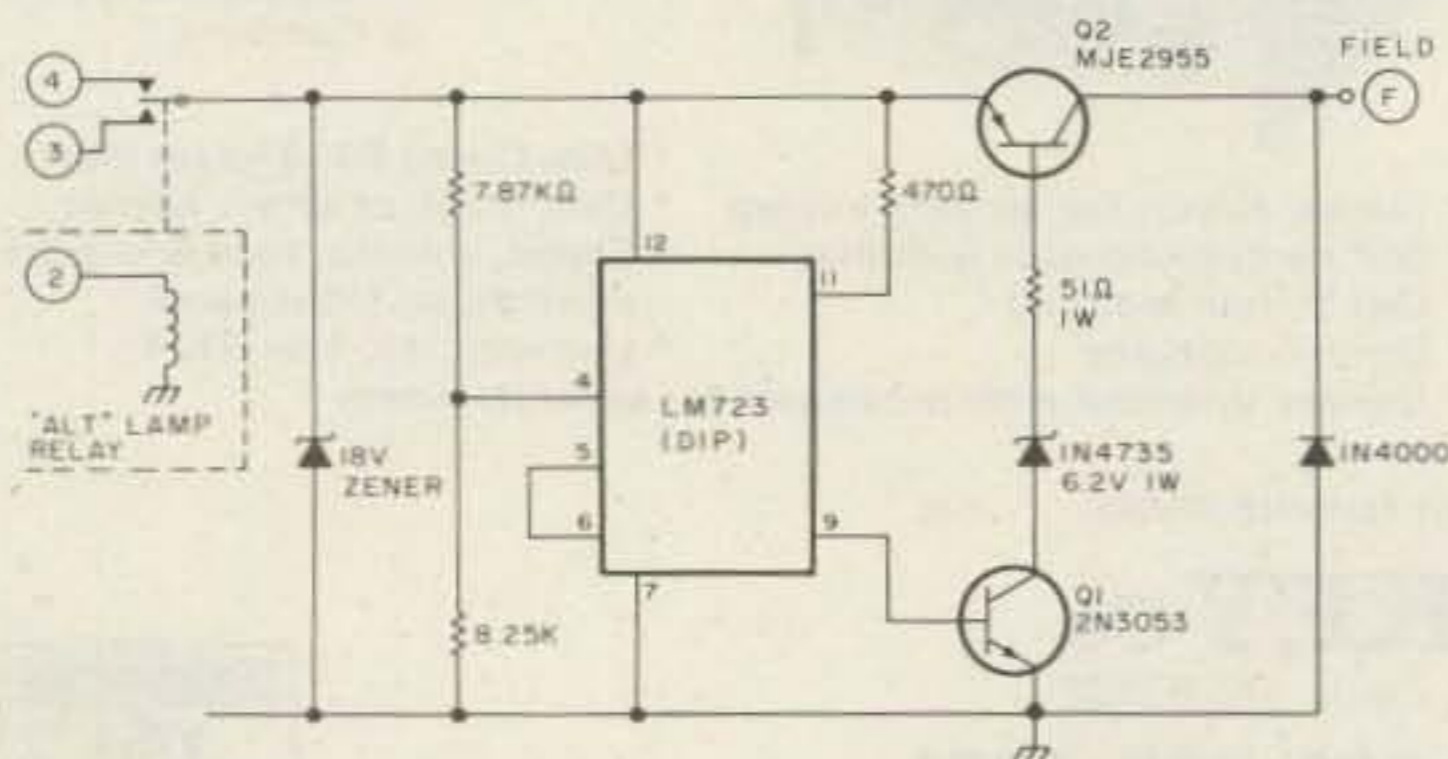 Q2
MJE2955
FIELD
F
4
3
7.87KΩ
470Ω
12
11
2
51Ω
1W
4
LM723
(DIP)
"ALT" LAMP
RELAY
18V
ZENER
5
1N4735
6.2V 1W
1N4000
6
9
7
Q1
2N3053
8.25K